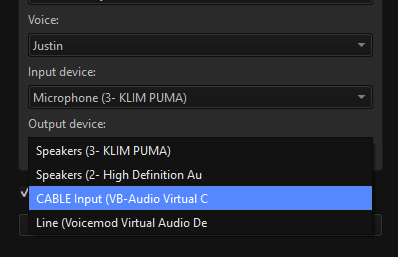 Voice:
Justin
Input device:
Microphone (3- KLIM PUMA)
Output device:
Speakers (3- KLIM PUMA)
Speakers (2- High Definition Au
CABLE Input (VB-Audio Virtual C
Line (Voicemod Virtual Audio De